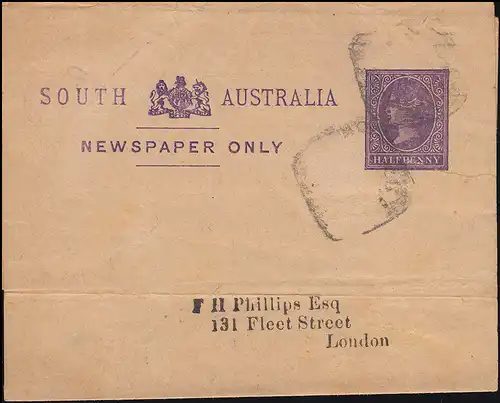 SOUTH AUSTRALIA
NEWSPAPER ONLY
HALFPENNY
F H Phillips Esq
131 Fleet Street
London